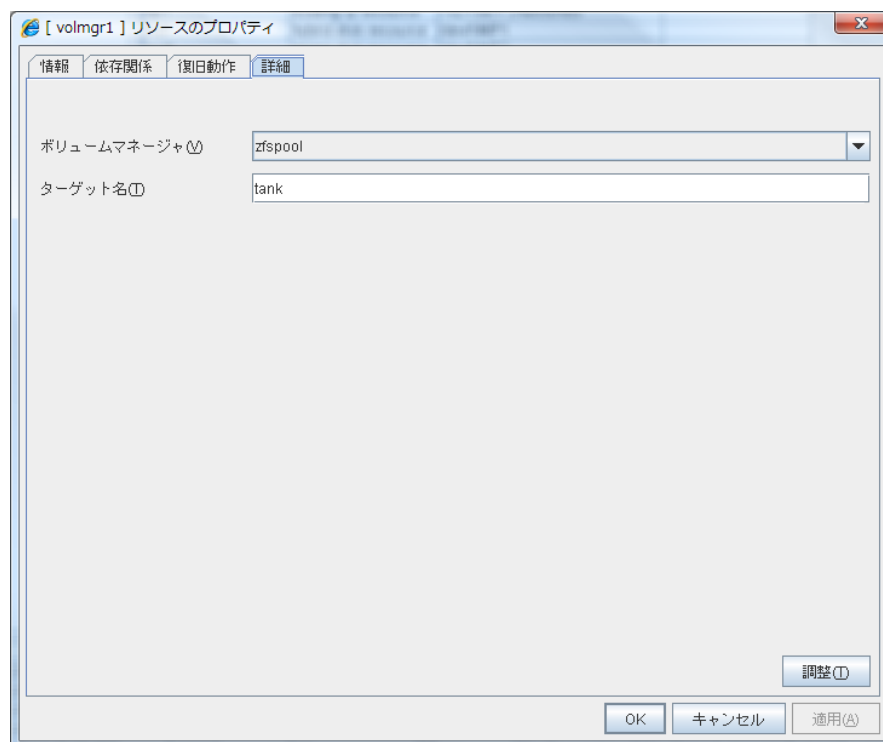 [ volmgr1 ] リソースのプロパティ
情報 依存関係 復旧動作 詳細
ボリュームマネージャ(V) zfspool
ターゲット名(T) tank
調整(T)
OK キャンセル 適用(A)